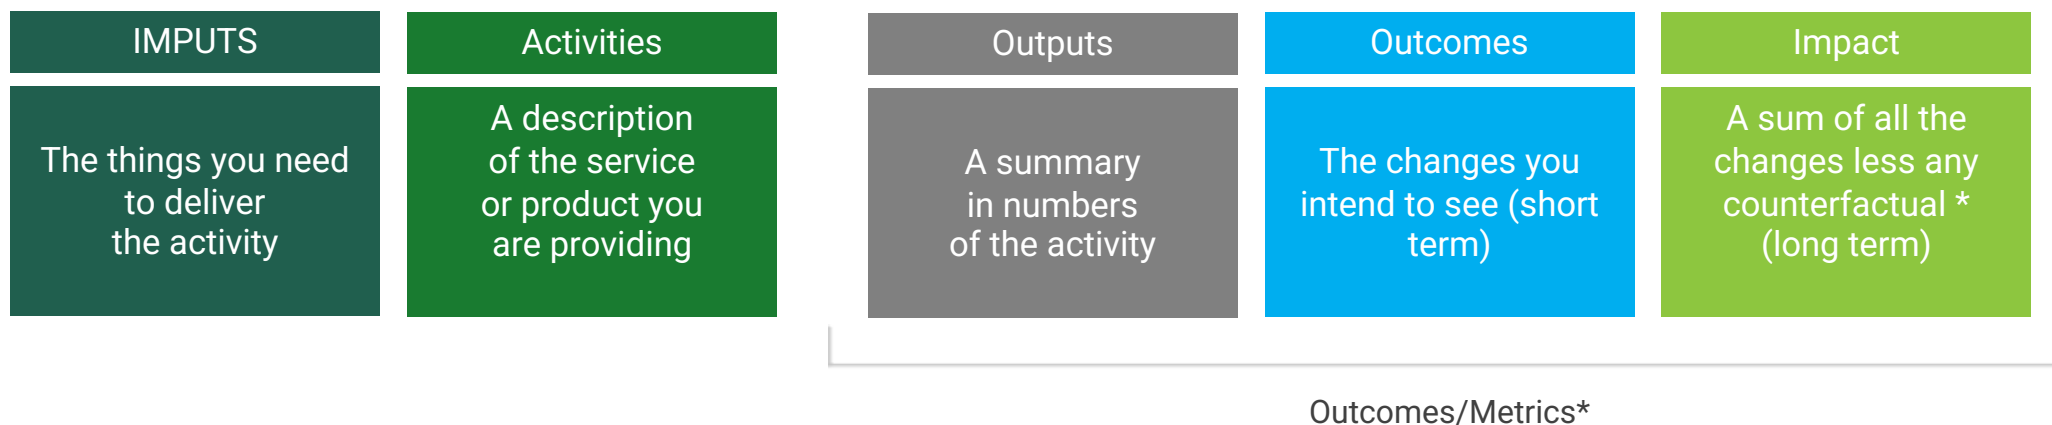 IMPUTS
The things you need
to deliver
the activity
Activities
A description
of the service
or product you
are providing
Outputs
A summary
in numbers
of the activity
Outcomes
The changes you
intend to see (short
term)
Impact
A sum of all the
changes less any
counterfactual *
(long term)
Outcomes/Metrics*